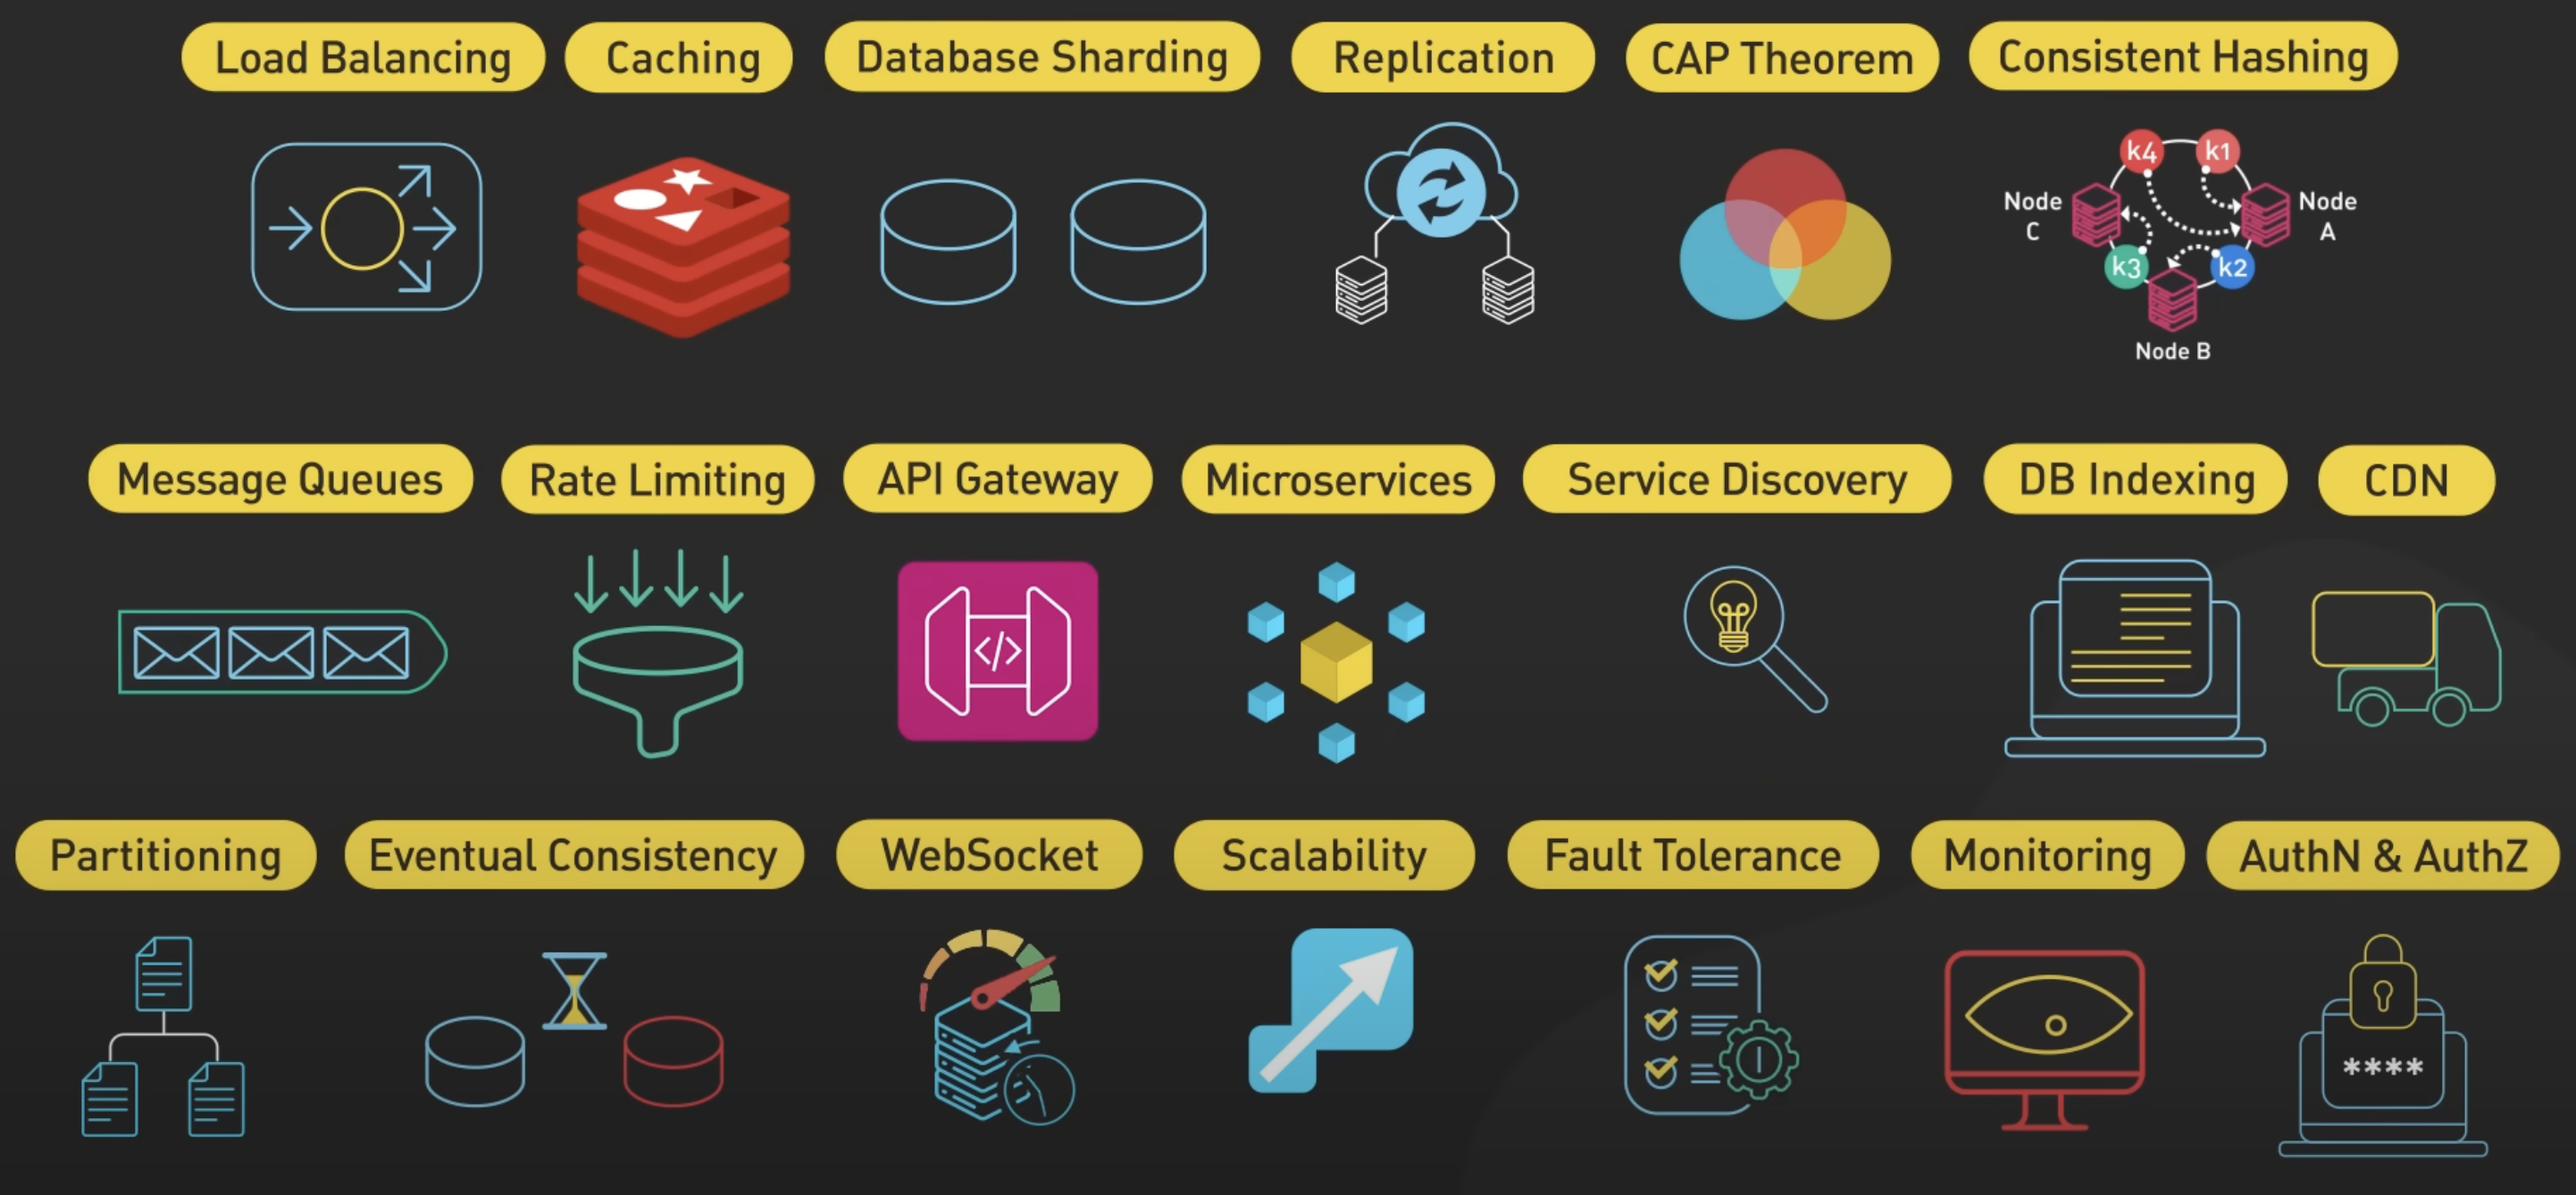 Load Balancing
Caching
Database Sharding
Replication
CAP Theorem
Consistent Hashing
k4
k1
Node
C
Node
A
k3
k2
Node B
Message Queues
Rate Limiting
API Gateway
Microservices
Service Discovery
DB Indexing
CDN
</>
Partitioning
Eventual Consistency
WebSocket
Scalability
Fault Tolerance
Monitoring
AuthN & AuthZ
****